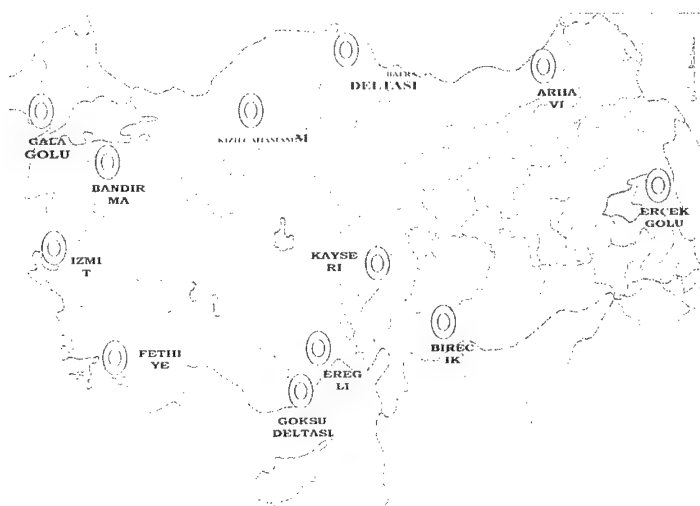 BAFRA
DELTASI
ARHA
VI
GALA
GOLU
KIZILCAHAMAM
BANDIR
MA
ERÇEK
GOLU
IZMI
T
KAYSE
RI
BIREC
IK
FETHI
YE
EREG
LI
GOKSU
DELTASI